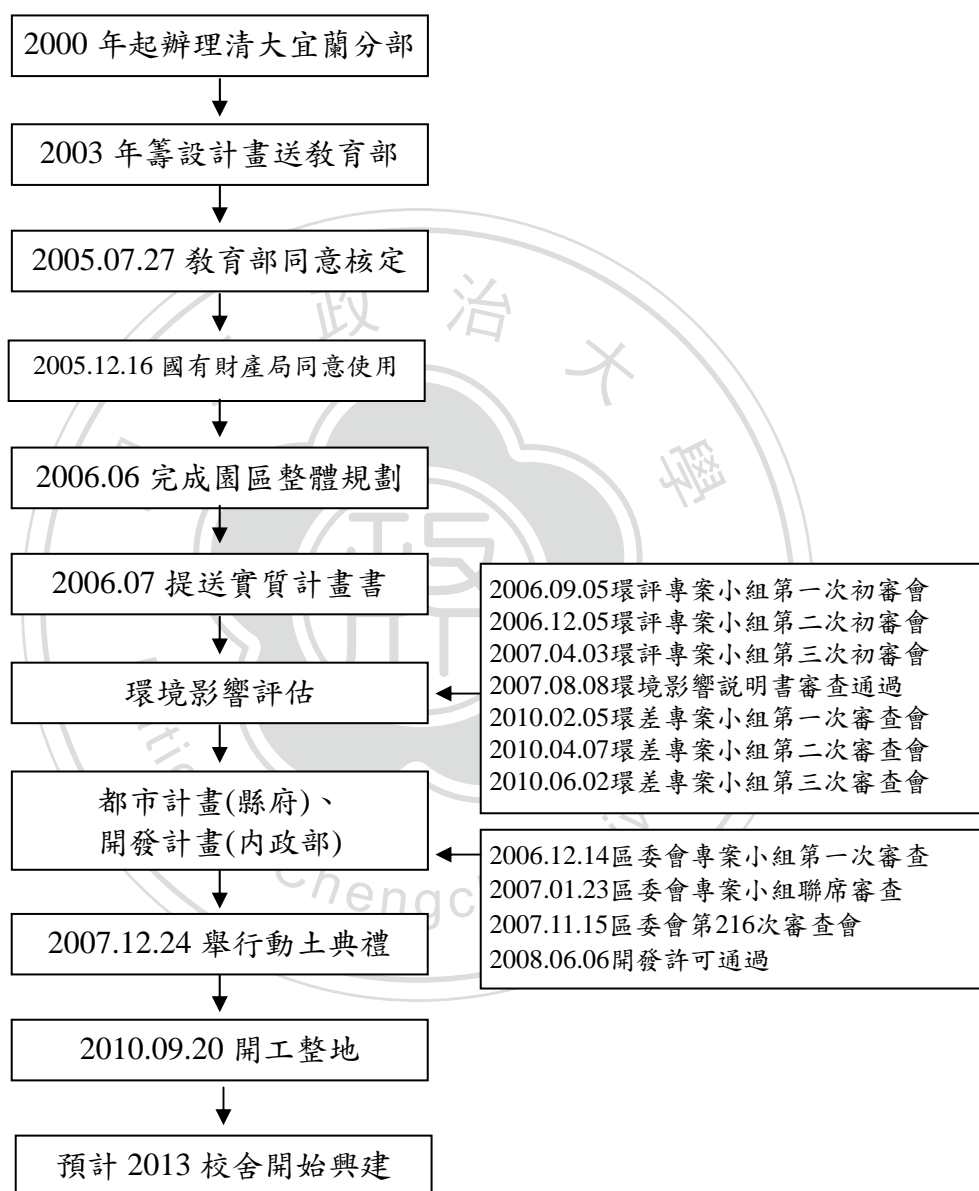 2000 年起辦理清大宜蘭分部
2003 年籌設計畫送教育部
2005.07.27 教育部同意核定
2005.12.16 國有財產局同意使用
2006.06 完成園區整體規劃
2006.07 提送實質計畫書
環境影響評估
2006.09.05環評專案小組第一次初審會
2006.12.05環評專案小組第二次初審會
2007.04.03環評專案小組第三次初審會
2007.08.08環境影響說明書審查通過
2010.02.05環差專案小組第一次審查會
2010.04.07環差專案小組第二次審查會
2010.06.02環差專案小組第三次審查會
都市計畫(縣府)、
開發計畫(內政部)
2006.12.14區委會專案小組第一次審查
2007.01.23區委會專案小組聯席審查
2007.11.15區委會第216次審查會
2008.06.06開發許可通過
2007.12.24 舉行動土典禮
2010.09.20 開工整地
預計 2013 校舍開始興建
政治大學